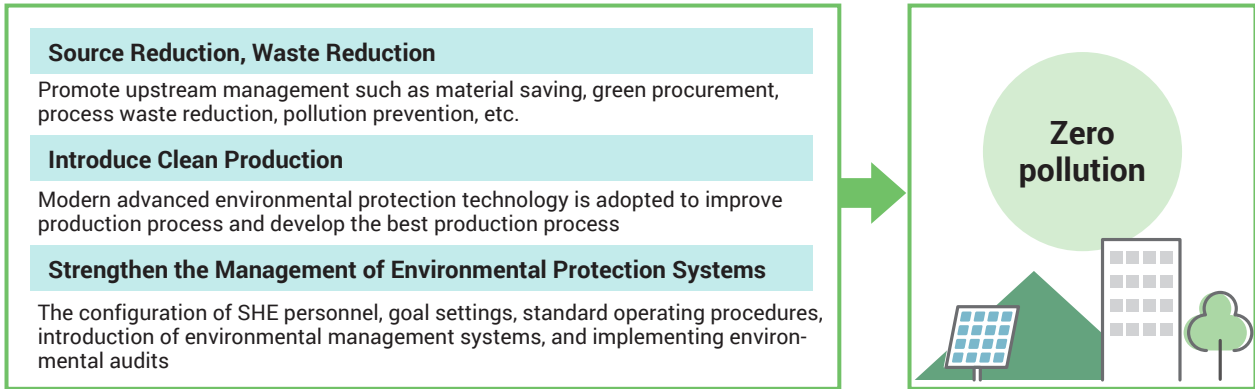 Source Reduction, Waste Reduction
Promote upstream management such as material saving, green procurement,
process waste reduction, pollution prevention, etc.
Introduce Clean Production
Modern advanced environmental protection technology is adopted to improve
production process and develop the best production process
Strengthen the Management of Environmental Protection Systems
The configuration of SHE personnel, goal settings, standard operating procedures,
introduction of environmental management systems, and implementing environ-
mental audits
Zero
pollution